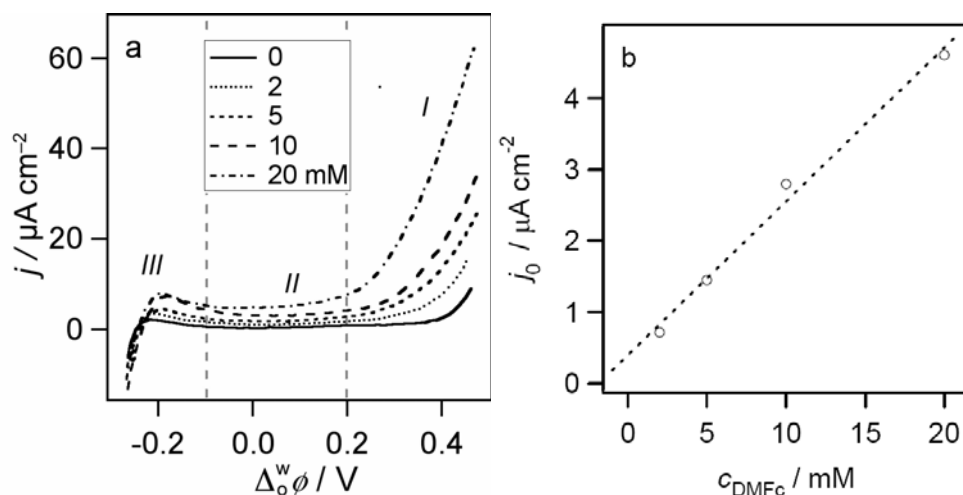 a
0
2
5
10
20 mM
I
II
III
60
40
20
0
j / μA cm⁻²
-0.2
0.0
0.2
0.4
Δ_o^w ϕ / V
b
4
3
2
1
0
j₀ / μA cm⁻²
0
5
10
15
20
c_DMFc / mM